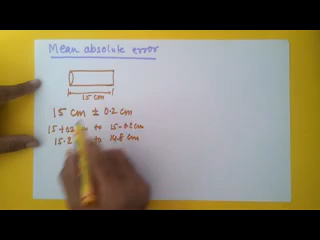 Mean absolute error
15 cm
15 cm ± 0.2 cm
15+0.2 to 15-0.2 cm
15.2 to 14.8 cm